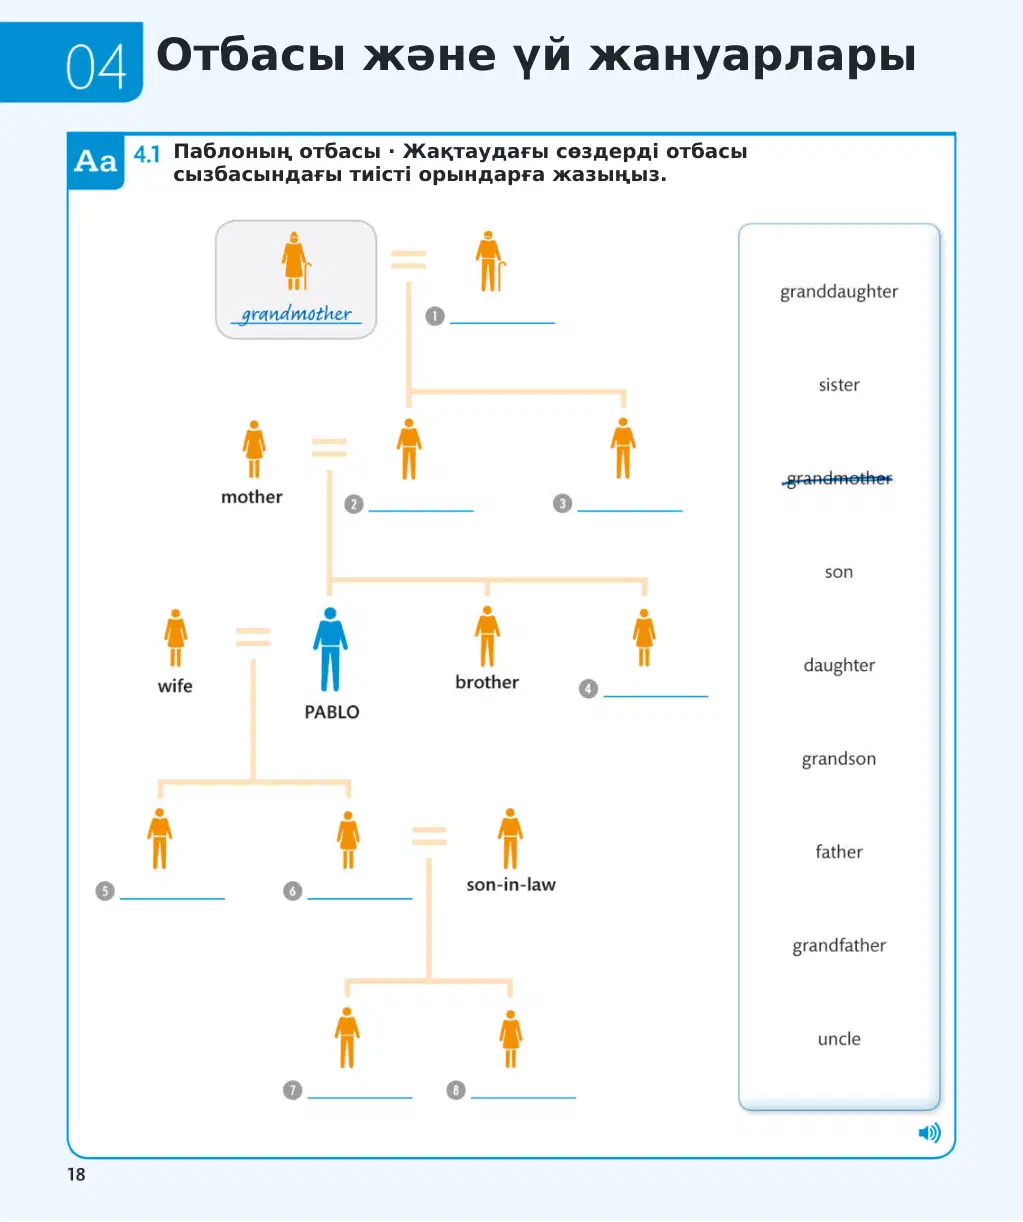 04
Отбасы және үй жануарлары
Aa
4.1 Паблоның отбасы · Жақтаудағы сөздерді отбасы
сызбасындағы тиісті орындарға жазыңыз.
grandmother
1
mother
2
3
wife
PABLO
brother
4
5
6
son-in-law
7
8
granddaughter
sister
grandmother
son
daughter
grandson
father
grandfather
uncle
18